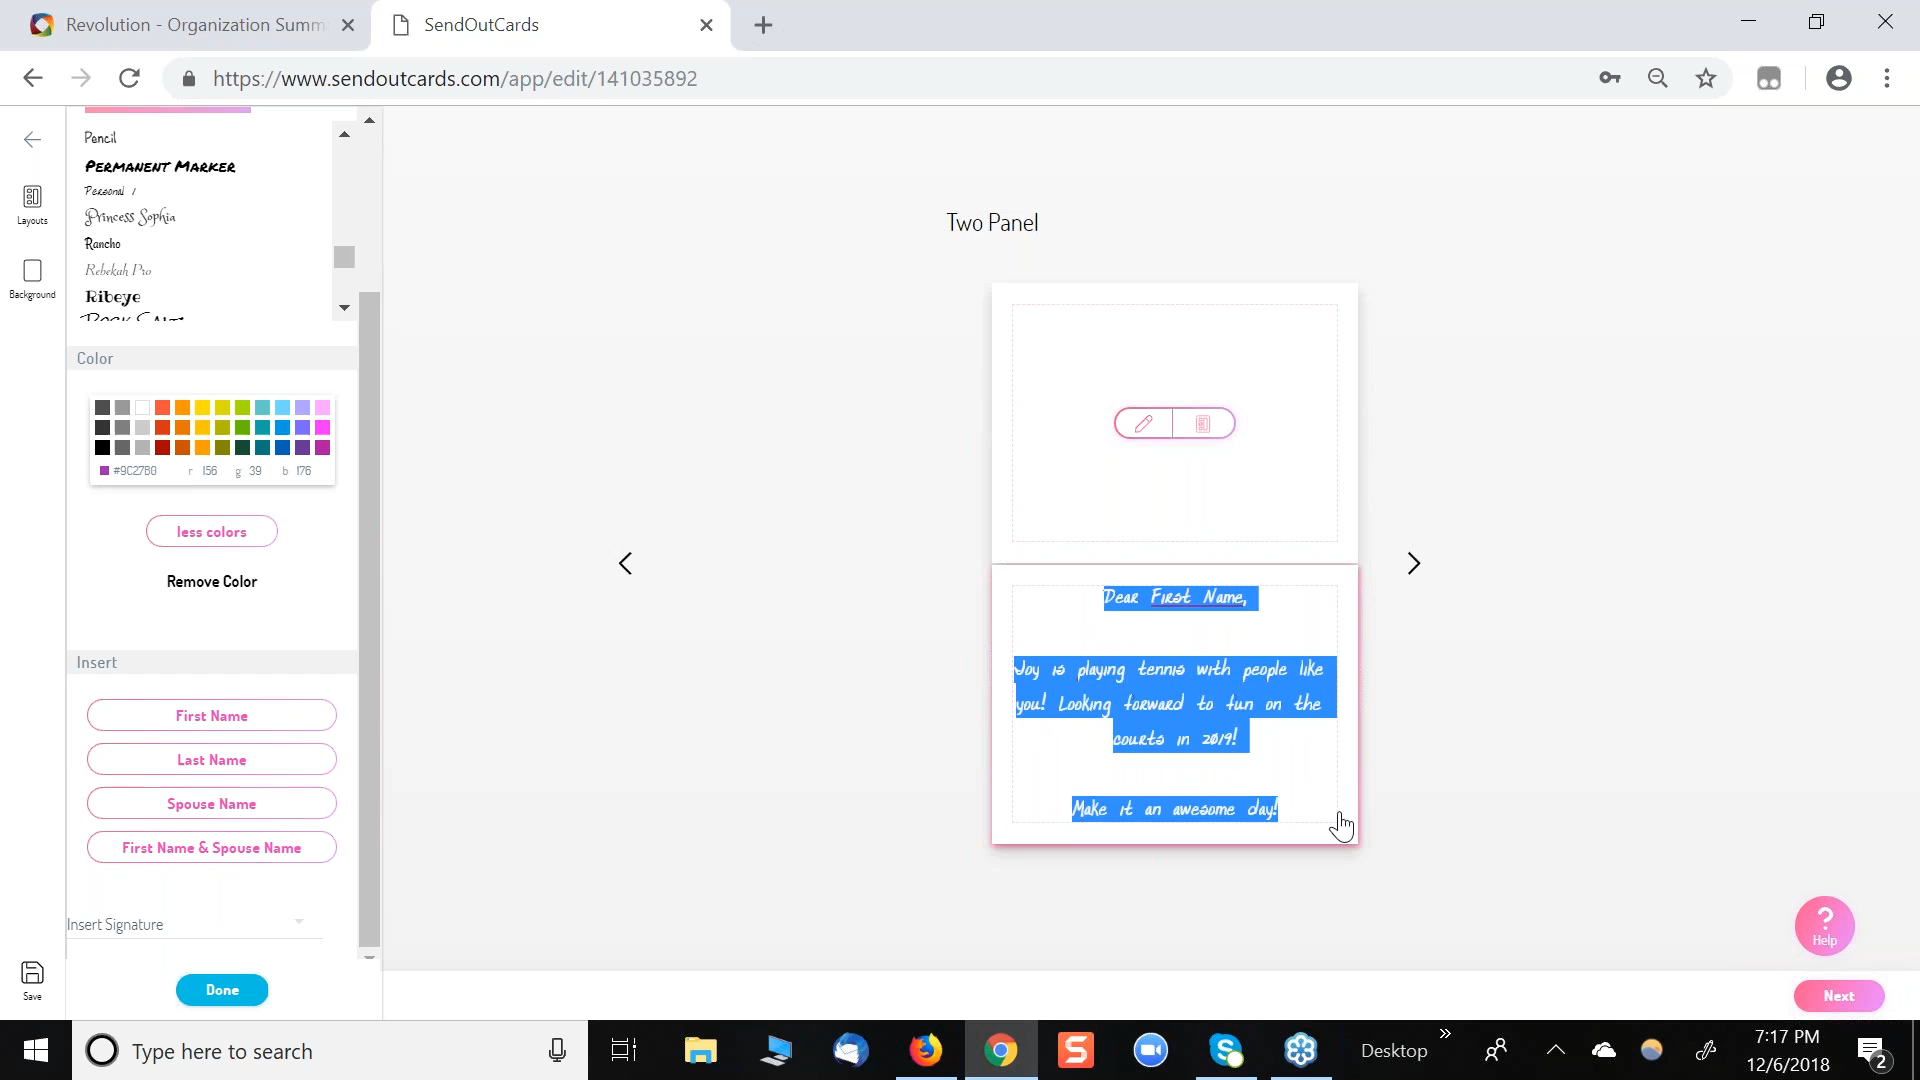 Revolution - Organization Summ
SendOutCards
https://www.sendoutcards.com/app/edit/141035892
Layouts
Background
Save
Pencil
Permanent Marker
Personal 1
Princess Sophia
Rancho
Rebekah Pro
Ribeye
Rock Salt
Color
#9C27B0 r 156 g 39 b 176
less colors
Remove Color
Insert
First Name
Last Name
Spouse Name
First Name & Spouse Name
Insert Signature
Done
Two Panel
Dear First Name,
Joy is playing tennis with people like
you! Looking forward to fun on the
courts in 2019!
Make it an awesome day!
?
Help
Next
Type here to search
Desktop
7:17 PM
12/6/2018
2